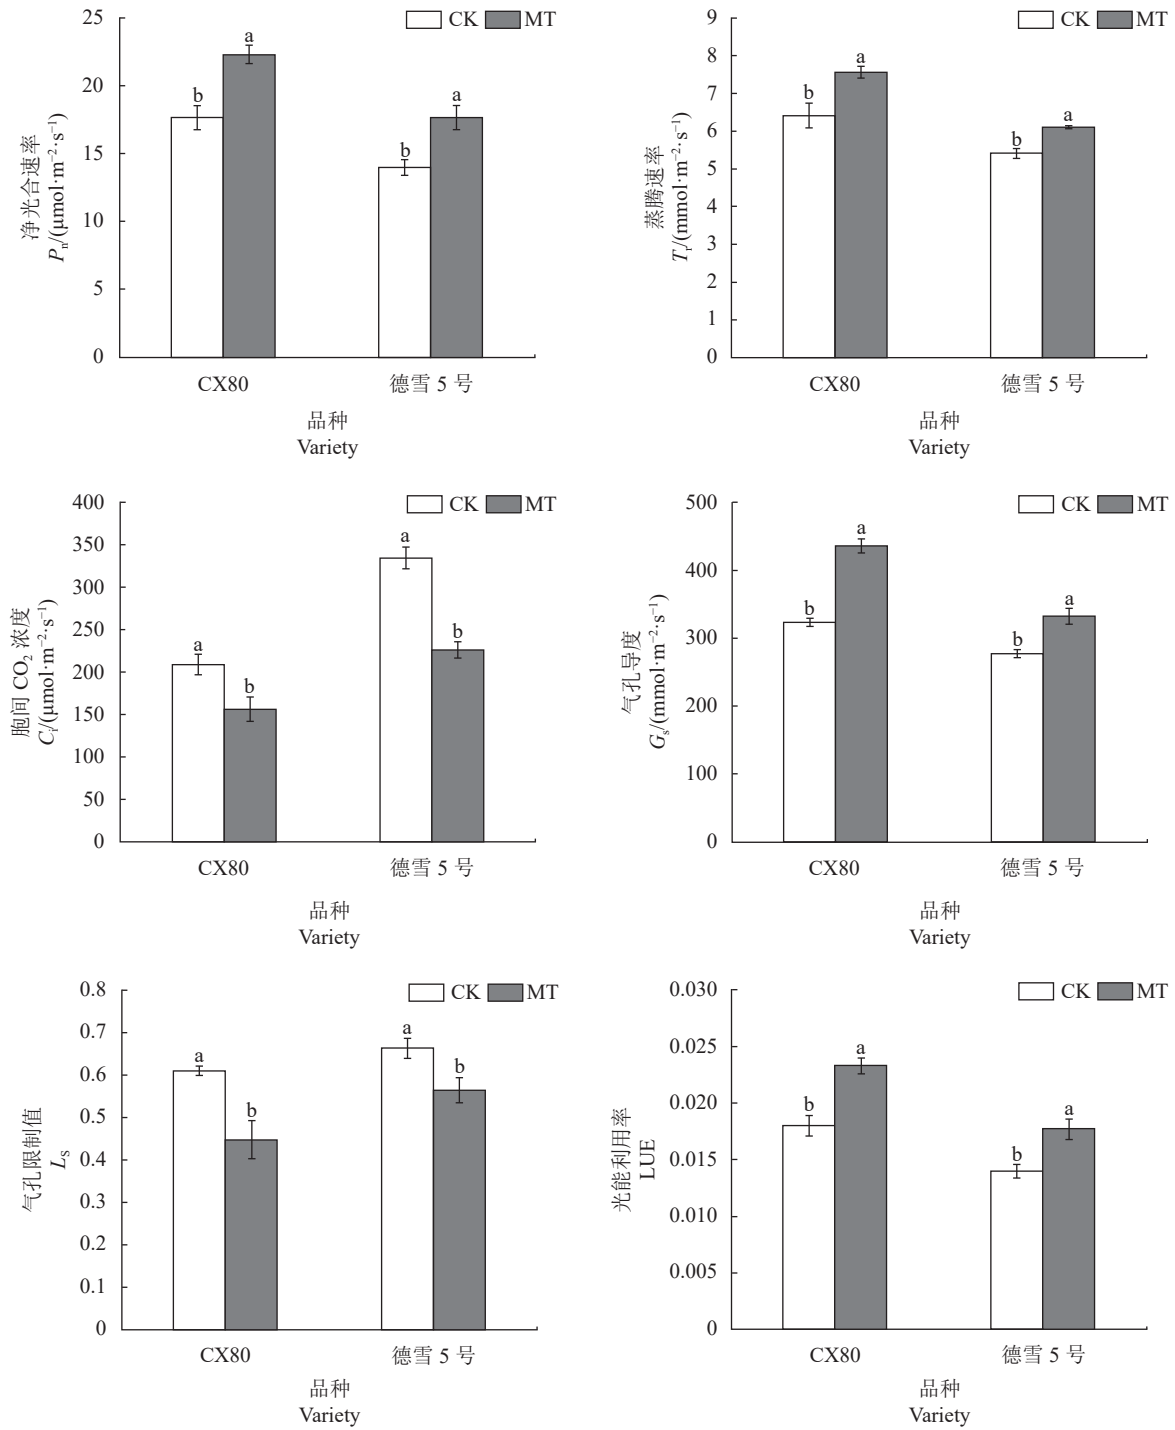 CK MT
25
20
15
10
5
0
净光合速率
Pn/(μmol·m−2·s−1)
b
a
b
a
CX80
德雪 5 号
品种
Variety
CK MT
9
8
7
6
5
4
3
2
1
0
蒸腾速率
Tr/(mmol·m−2·s−1)
b
a
b
a
CX80
德雪 5 号
品种
Variety
CK MT
400
350
300
250
200
150
100
50
0
胞间 CO2 浓度
Ci/(μmol·m−2·s−1)
a
b
a
b
CX80
德雪 5 号
品种
Variety
CK MT
500
400
300
200
100
0
气孔导度
Gs/(mmol·m−2·s−1)
b
a
b
a
CX80
德雪 5 号
品种
Variety
CK MT
0.8
0.7
0.6
0.5
0.4
0.3
0.2
0.1
0
气孔限制值
LS
a
b
a
b
CX80
德雪 5 号
品种
Variety
CK MT
0.030
0.025
0.020
0.015
0.010
0.005
0
光能利用率
LUE
b
a
b
a
CX80
德雪 5 号
品种
Variety